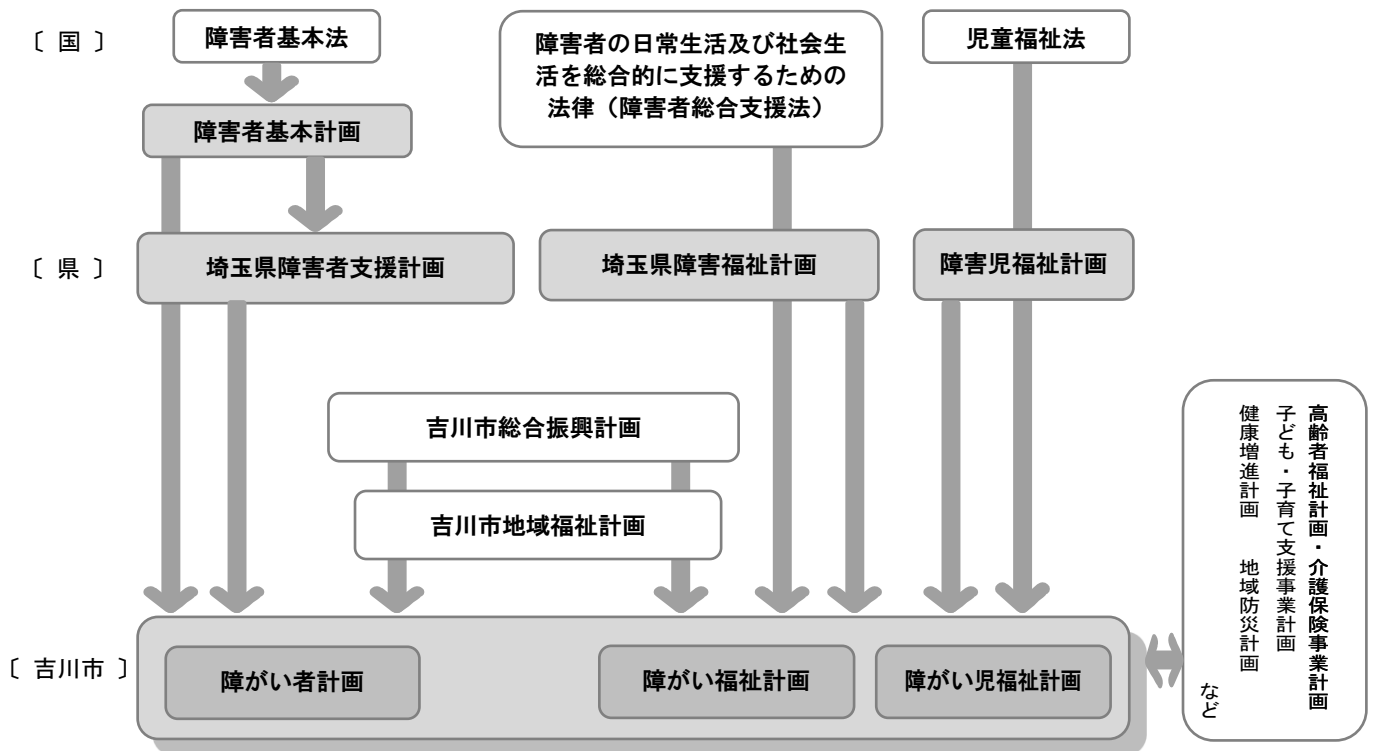 〔 国 〕
障害者基本法
障害者の日常生活及び社会生
活を総合的に支援するための
法律（障害者総合支援法）
児童福祉法
障害者基本計画
〔 県 〕
埼玉県障害者支援計画
埼玉県障害福祉計画
障害児福祉計画
吉川市総合振興計画
吉川市地域福祉計画
高齢者福祉計画・介護保険事業計画
子ども・子育て支援事業計画
健康増進計画　地域防災計画
など
〔 吉川市 〕
障がい者計画
障がい福祉計画
障がい児福祉計画